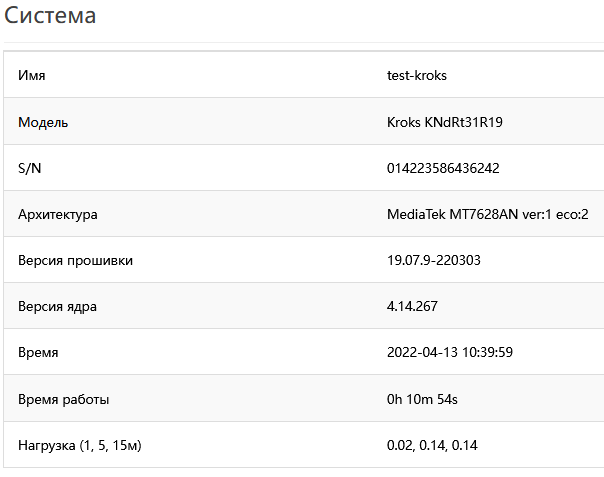 Система
Имя test-kroks
Модель Kroks KNdRt31R19
S/N 014223586436242
Архитектура MediaTek MT7628AN ver:1 eco:2
Версия прошивки 19.07.9-220303
Версия ядра 4.14.267
Время 2022-04-13 10:39:59
Время работы 0h 10m 54s
Нагрузка (1, 5, 15м) 0.02, 0.14, 0.14